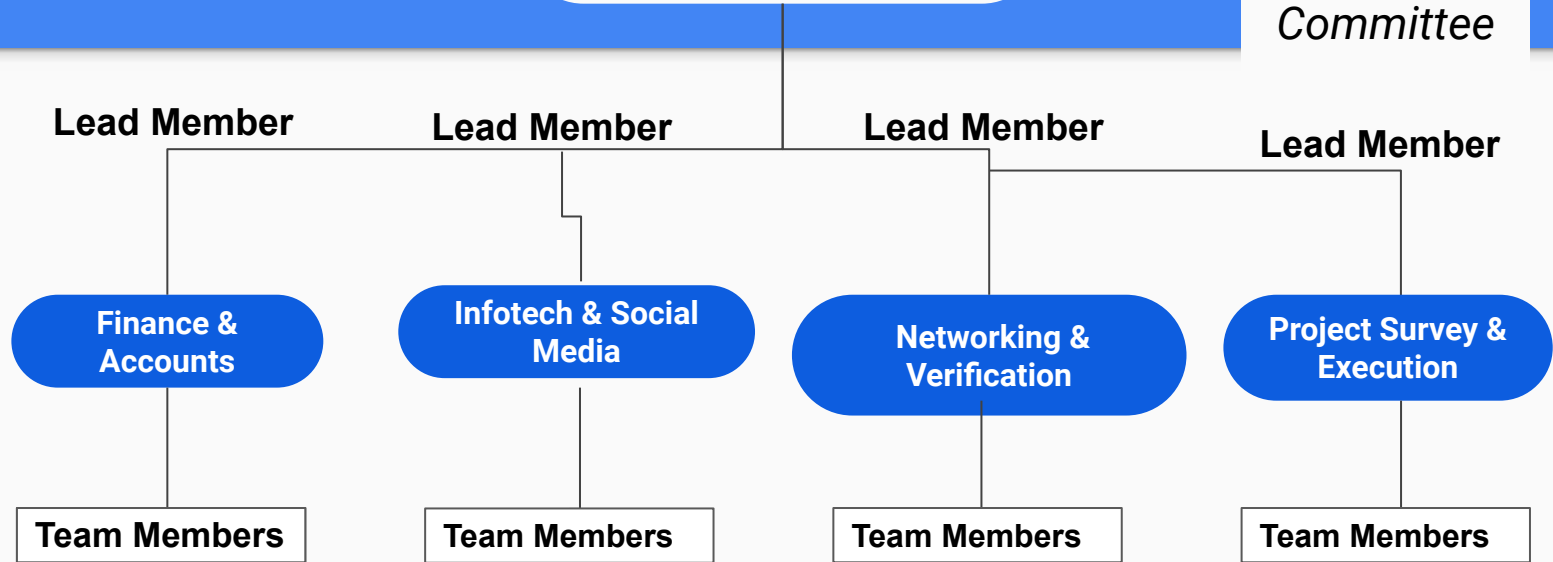 Committee
Lead Member
Lead Member
Lead Member
Lead Member
Finance &
Accounts
Infotech & Social
Media
Networking &
Verification
Project Survey &
Execution
Team Members
Team Members
Team Members
Team Members